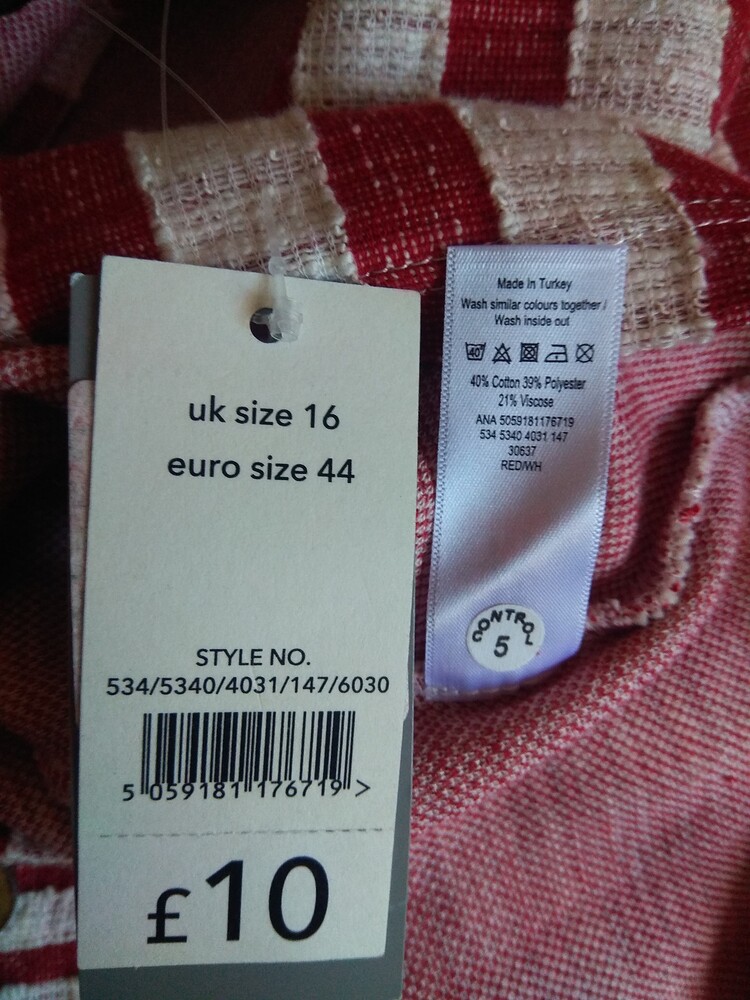 uk size 16
euro size 44
STYLE NO.
534/5340/4031/147/6030
5 059181 176719 >
£10
Made In Turkey
Wash similar colours together /
Wash inside out
40
40% Cotton 39% Polyester
21% Viscose
ANA 5059181176719
534 5340 4031 147
30637
RED/WH
CONTROL
5